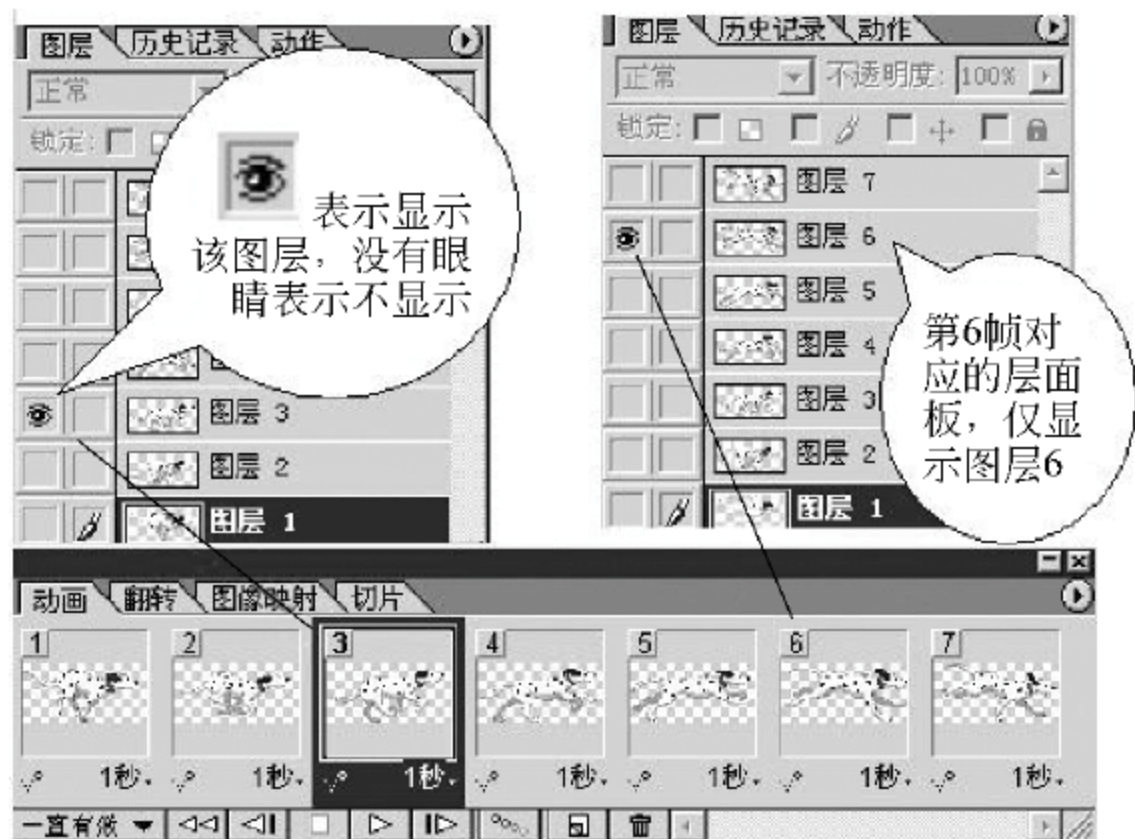 图层 历史记录 动作
正常
锁定:
表示显示
该图层，没有眼
睛表示不显示
图层 3
图层 2
图层 1
图层 历史记录 动作
正常 不透明度: 100%
锁定:
图层 7
图层 6
图层 5
图层 4
图层 3
图层 2
图层 1
第6帧对
应的层面
板，仅显
示图层6
动画 翻转 图像映射 切片
1 2 3 4 5 6 7
1秒 1秒 1秒 1秒 1秒 1秒 1秒
一直有效